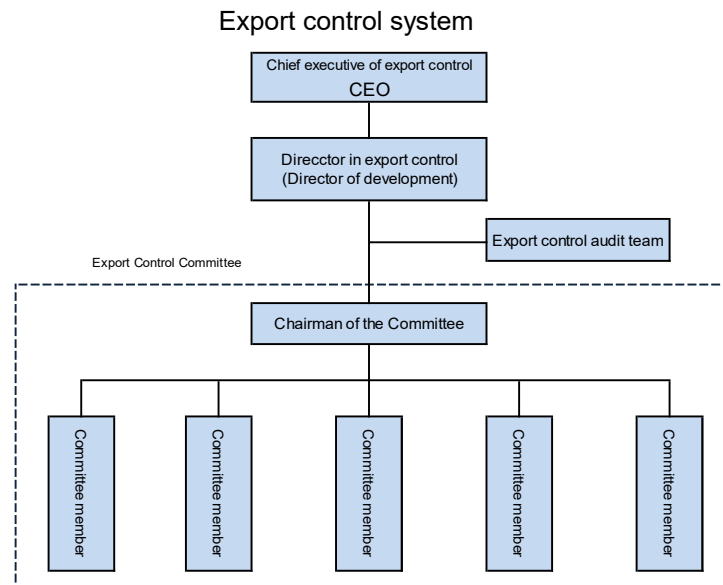 Export control system
Chief executive of export control
CEO
Direcctor in export control
(Director of development)
Export control audit team
Export Control Committee
Chairman of the Committee
Committee member
Committee member
Committee member
Committee member
Committee member